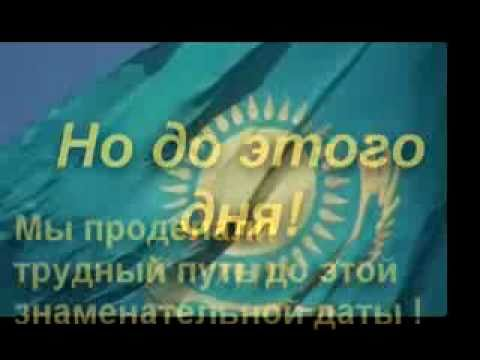 Но до этого
дня!
Мы проделали
трудный путь до этой
знаменательной даты !